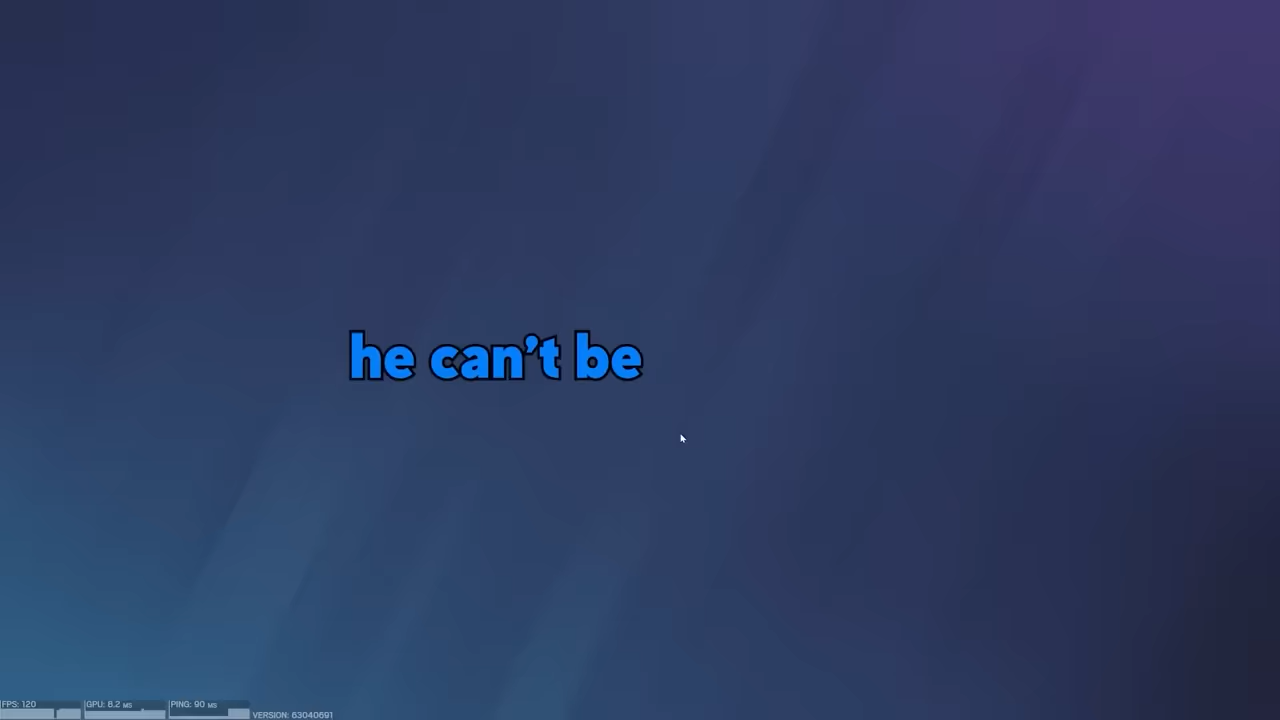 he can't be
FPS: 120
GPU: 8.2 MS
PING: 90 MS
VERSION: 63040691